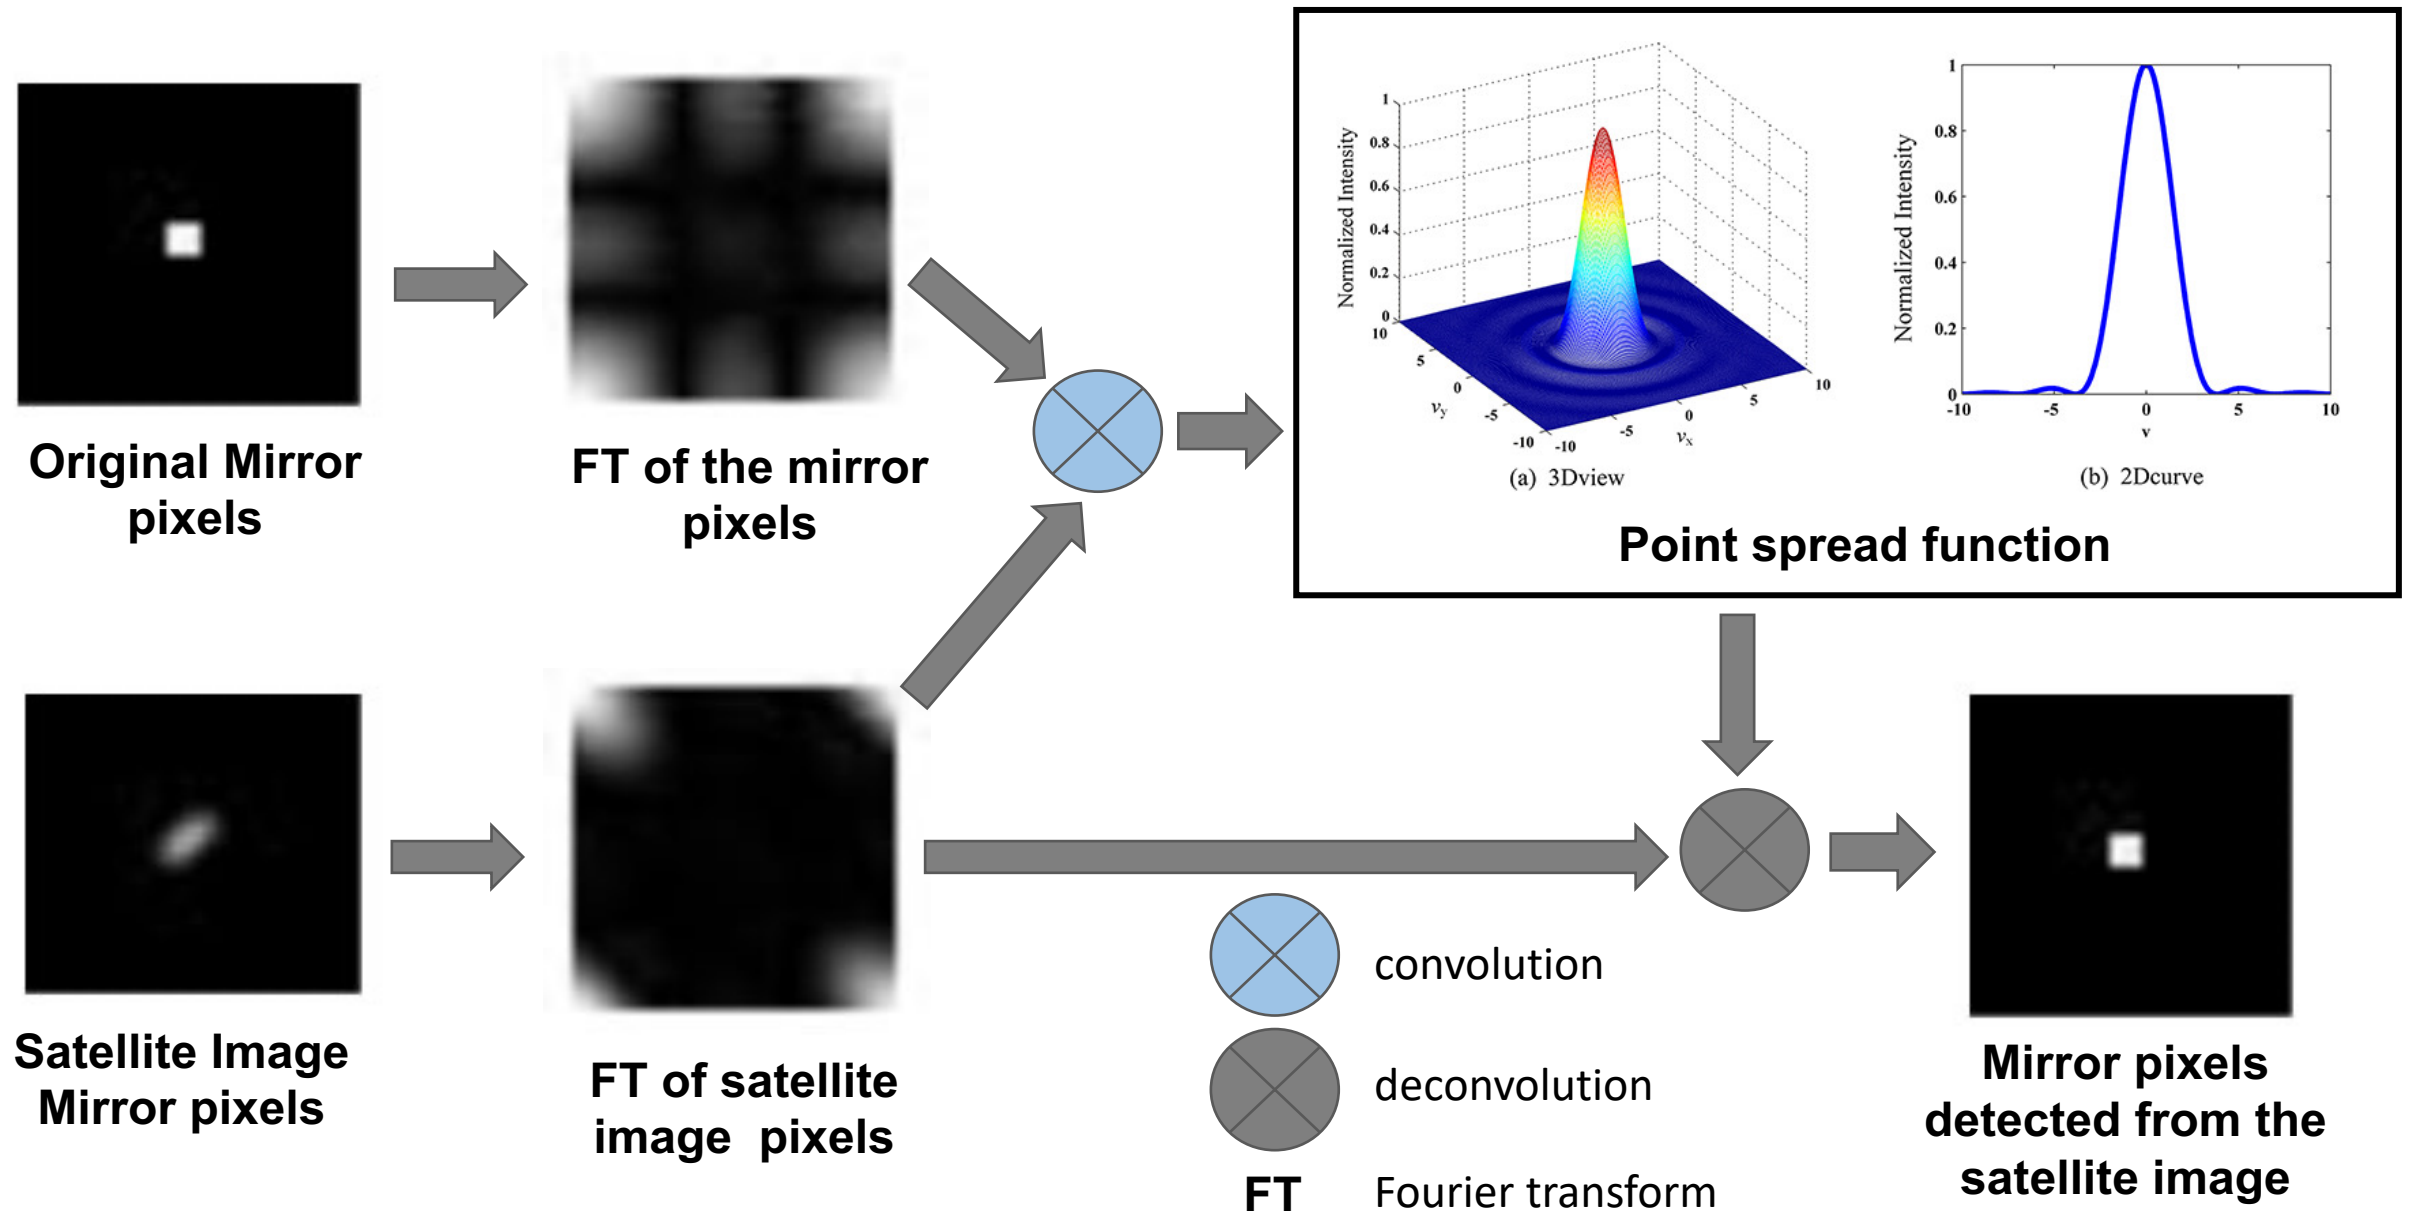 Original Mirror
pixels
FT of the mirror
pixels
Normalized Intensity
1
0.8
0.6
0.4
0.2
0
10
5
0
-5
-10
vy
-10
-5
0
5
10
vx
(a) 3Dview
Normalized Intensity
1
0.8
0.6
0.4
0.2
0
-10
-5
0
5
10
v
(b) 2Dcurve
Point spread function
Satellite Image
Mirror pixels
FT of satellite
image pixels
convolution
deconvolution
FT Fourier transform
Mirror pixels
detected from the
satellite image